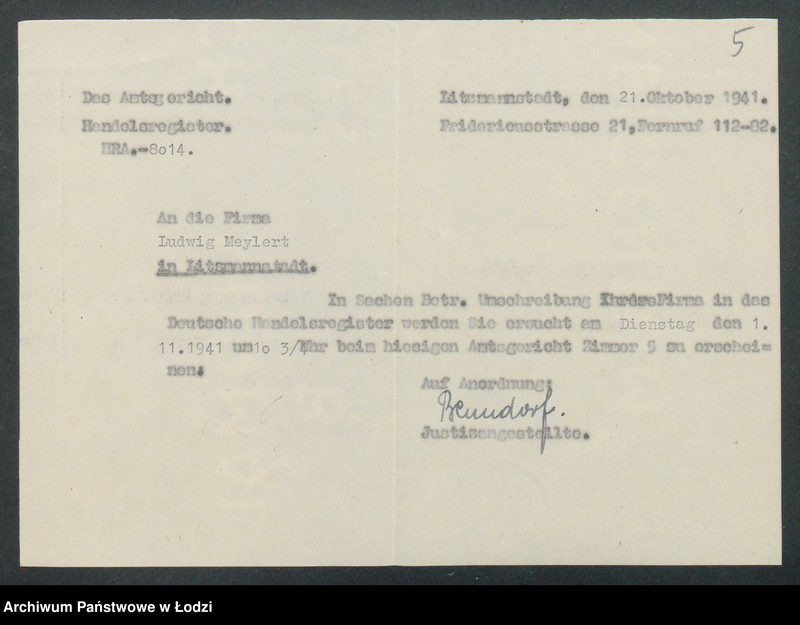 5
Das Amtsgericht.
Litzmannstadt, den 21.Oktober 1941.
Handelsregister.
Fridericusstrasse 21,Fernruf 112-82.
HRA.-8o14.
An die Firma
Ludwig Meylert
in Litzmannstadt.
In Sachen Betr. Umschreibung Ihrer Firma in das
Deutsche Handelsregister werden Sie ersucht am Dienstag den 1.
11.1941 um 1o 3/4 Uhr beim hiesigen Amtsgericht Zimmer 5 zu erschei=
nen:
Auf Anordnung:
Benndorf.
Justizangestellte.
Archiwum Państwowe w Łodzi